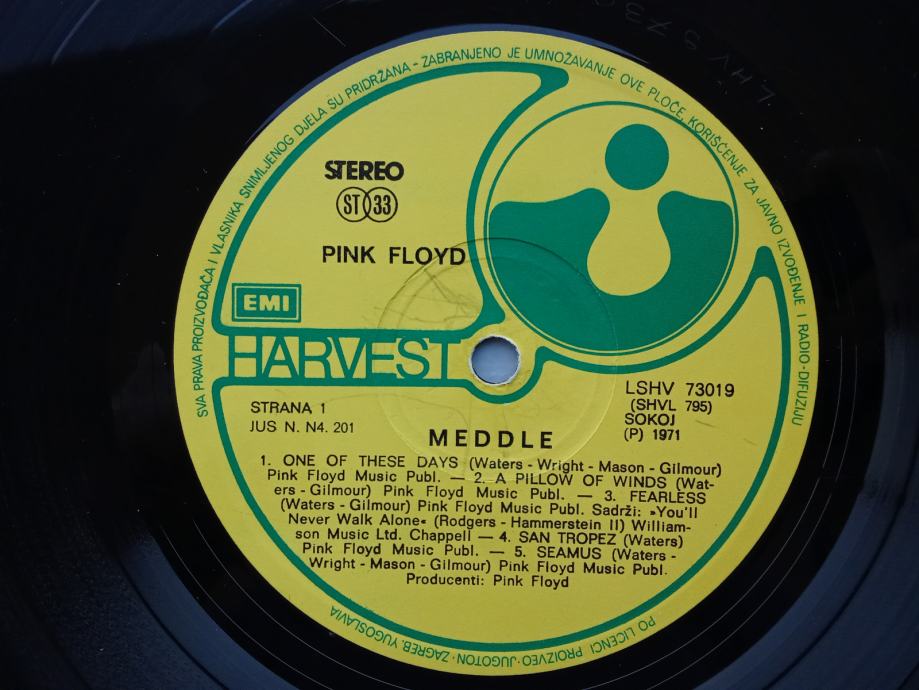 SVA PRAVA PROIZVOĐAČA I VLASNIKA SNIMLJENOG DJELA SU PRIDRŽANA - ZABRANJENO JE UMNOŽAVANJE OVE PLOČE, KORIŠĆENJE ZA JAVNO IZVOĐENJE I RADIO-DIFUZIJU
STEREO
ST 33
PINK FLOYD
EMI
HARVEST
LSHV 73019
(SHVL 795)
SOKOJ
(P) 1971
STRANA 1
JUS N. N4. 201
MEDDLE
1. ONE OF THESE DAYS (Waters - Wright - Mason - Gilmour)
Pink Floyd Music Publ. — 2. A PILLOW OF WINDS (Wat-
ers - Gilmour) Pink Floyd Music Publ. — 3. FEARLESS
(Waters - Gilmour) Pink Floyd Music Publ. Sadrži: »You'll
Never Walk Alone« (Rodgers - Hammerstein II) William-
son Music Ltd. Chappell — 4. SAN TROPEZ (Waters)
Pink Floyd Music Publ. — 5. SEAMUS (Waters -
Wright - Mason - Gilmour) Pink Floyd Music Publ.
Producenti: Pink Floyd
PO LICENCI PROIZVEO „JUGOTON" ZAGREB, YUGOSLAVIA